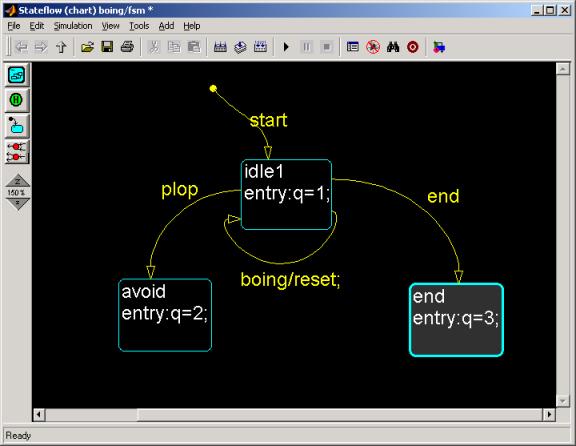 Stateflow (chart) boing/fsm *
File Edit Simulation View Tools Add Help
start
idle1
entry:q=1;
plop
end
boing/reset;
avoid
entry:q=2;
end
entry:q=3;
150%
Ready